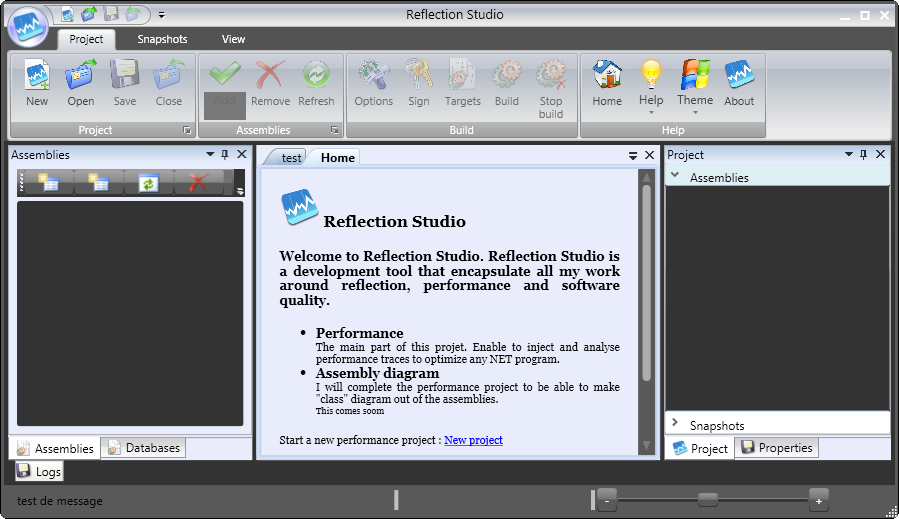 Reflection Studio
Project Snapshots View
New Open Save Close Add Remove Refresh Options Sign Targets Build Stop build Home Help Theme About
Project Assemblies Build Help
Assemblies
test Home
Reflection Studio
Welcome to Reflection Studio. Reflection Studio is
a development tool that encapsulate all my work
around reflection, performance and software
quality.
• Performance
The main part of this projet. Enable to inject and analyse
performance traces to optimize any NET program.
• Assembly diagram
I will complete the performance project to be able to make
"class" diagram out of the assemblies.
This comes soom
Start a new performance project : New project
Project
Assemblies
Snapshots
Assemblies Databases
Project Properties
Logs
test de message